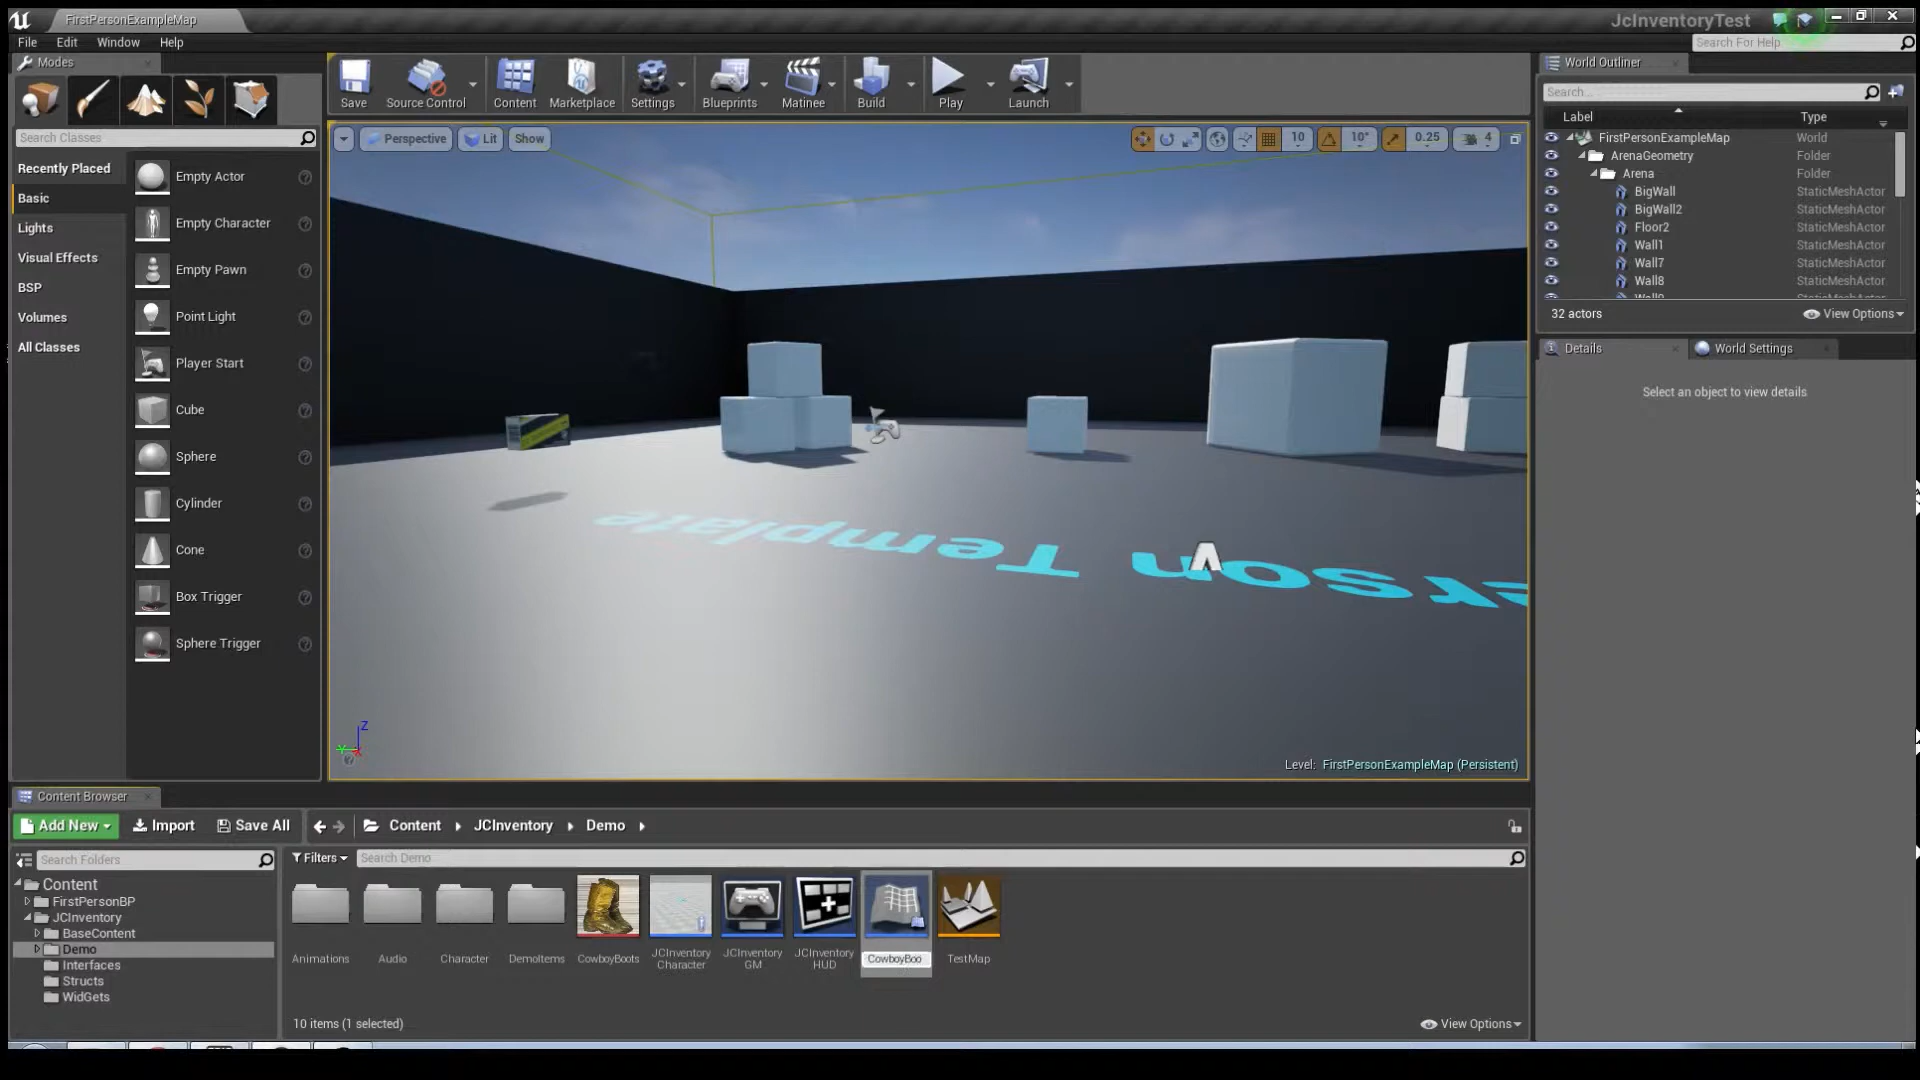 FirstPersonExampleMap
JcInventoryTest
File Edit Window Help
Search For Help
Modes
Search Classes
Recently Placed
Basic
Lights
Visual Effects
BSP
Volumes
All Classes
Empty Actor
Empty Character
Empty Pawn
Point Light
Player Start
Cube
Sphere
Cylinder
Cone
Box Trigger
Sphere Trigger
Save
Source Control
Content
Marketplace
Settings
Blueprints
Matinee
Build
Play
Launch
Perspective Lit Show
10 10° 0.25 4
erson Template
Z
Y
Level: FirstPersonExampleMap (Persistent)
World Outliner
Search...
Label Type
FirstPersonExampleMap World
ArenaGeometry Folder
Arena Folder
BigWall StaticMeshActor
BigWall2 StaticMeshActor
Floor2 StaticMeshActor
Wall1 StaticMeshActor
Wall7 StaticMeshActor
Wall8 StaticMeshActor
Wall9 StaticMeshActor
32 actors
View Options
Details
World Settings
Select an object to view details
Content Browser
Add New Import Save All Content JCInventory Demo
Search Folders
Filters
Search Demo
Content
FirstPersonBP
JCInventory
BaseContent
Demo
Interfaces
Structs
WidGets
Animations
Audio
Character
DemoItems
CowboyBoots
JCInventory
Character
JCInventory
GM
JCInventory
HUD
CowboyBoo
TestMap
10 items (1 selected)
View Options